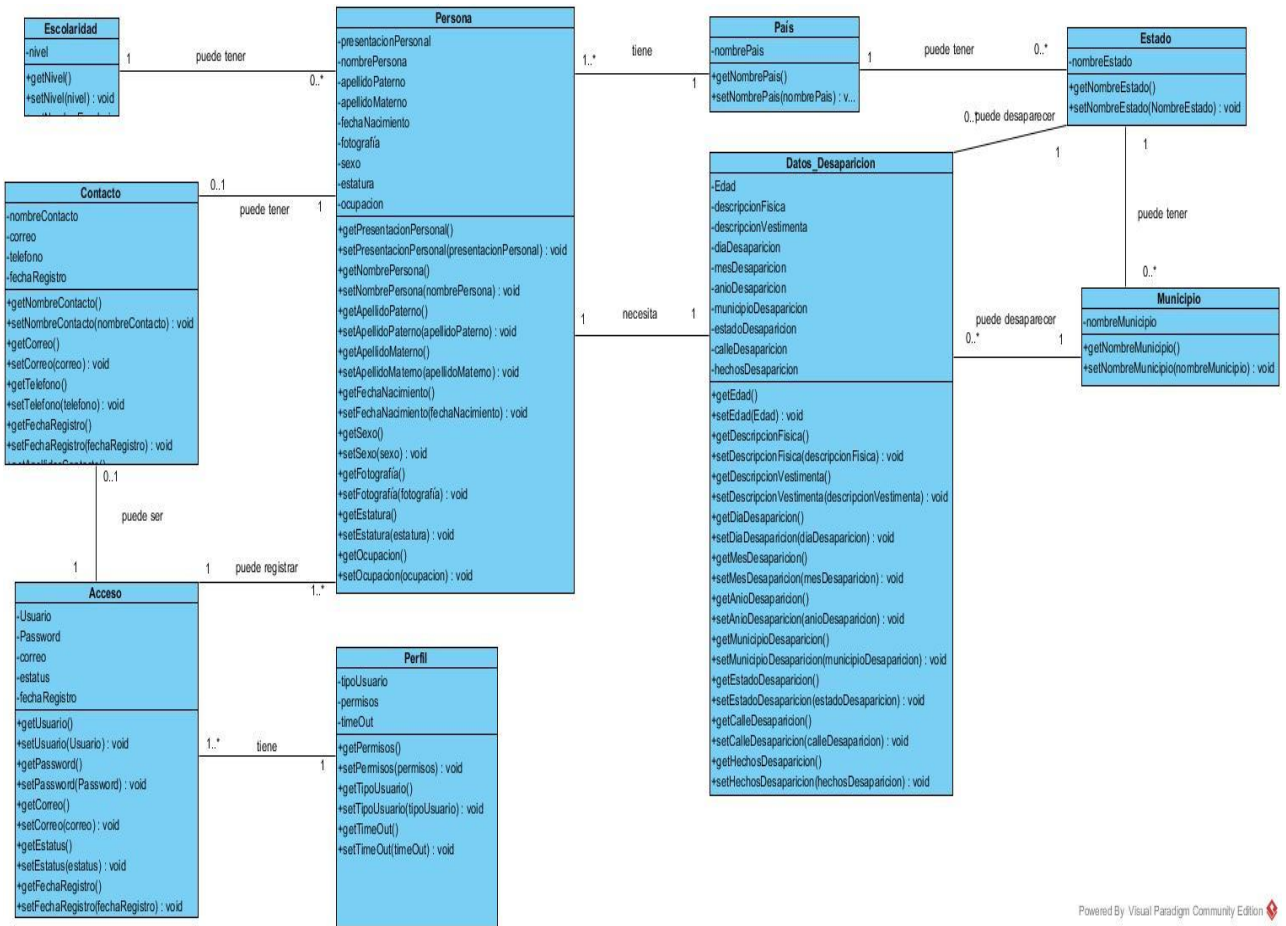 Escolaridad
-nivel
+getNivel()
+setNivel(nivel) : void
1
puede tener
0..*
Persona
-presentacionPersonal
-nombrePersona
-apellidoPaterno
-apellidoMaterno
-fechaNacimiento
-fotografía
-sexo
-estatura
-ocupacion
+getPresentacionPersonal()
+setPresentacionPersonal(presentacionPersonal) : void
+getNombrePersona()
+setNombrePersona(nombrePersona) : void
+getApellidoPaterno()
+setApellidoPaterno(apellidoPaterno) : void
+getApellidoMaterno()
+setApellidoMaterno(apellidoMaterno) : void
+getFechaNacimiento()
+setFechaNacimiento(fechaNacimiento) : void
+getSexo()
+setSexo(sexo) : void
+getFotografía()
+setFotografía(fotografía) : void
+getEstatura()
+setEstatura(estatura) : void
+getOcupacion()
+setOcupacion(ocupacion) : void
1..*
tiene
1
País
-nombrePais
+getNombrePais()
+setNombrePais(nombrePais) : v...
1
puede tener
0..*
Estado
-nombreEstado
+getNombreEstado()
+setNombreEstado(NombreEstado) : void
0..*
puede desaparecer
1
1
puede tener
0..*
Contacto
-nombreContacto
-correo
-telefono
-fechaRegistro
+getNombreContacto()
+setNombreContacto(nombreContacto) : void
+getCorreo()
+setCorreo(correo) : void
+getTelefono()
+setTelefono(telefono) : void
+getFechaRegistro()
+setFechaRegistro(fechaRegistro) : void
0..1
puede tener
1
Datos_Desaparicion
-Edad
-descripcionFisica
-descripcionVestimenta
-diaDesaparicion
-mesDesaparicion
-anioDesaparicion
-municipioDesaparicion
-estadoDesaparicion
-calleDesaparicion
-hechosDesaparicion
+getEdad()
+setEdad(Edad) : void
+getDescripcionFisica()
+setDescripcionFisica(descripcionFisica) : void
+getDescripcionVestimenta()
+setDescripcionVestimenta(descripcionVestimenta) : void
+getDiaDesaparicion()
+setDiaDesaparicion(diaDesaparicion) : void
+getMesDesaparicion()
+setMesDesaparicion(mesDesaparicion) : void
+getAnioDesaparicion()
+setAnioDesaparicion(anioDesaparicion) : void
+getMunicipioDesaparicion()
+setMunicipioDesaparicion(municipioDesaparicion) : void
+getEstadoDesaparicion()
+setEstadoDesaparicion(estadoDesaparicion) : void
+getCalleDesaparicion()
+setCalleDesaparicion(calleDesaparicion) : void
+getHechosDesaparicion()
+setHechosDesaparicion(hechosDesaparicion) : void
1
necesita
1
puede desaparecer
0..*
1
Municipio
-nombreMunicipio
+getNombreMunicipio()
+setNombreMunicipio(nombreMunicipio) : void
0..1
puede ser
1
1
puede registrar
1..*
Acceso
-Usuario
-Password
-correo
-estatus
-fechaRegistro
+getUsuario()
+setUsuario(Usuario) : void
+getPassword()
+setPassword(Password) : void
+getCorreo()
+setCorreo(correo) : void
+getEstatus()
+setEstatus(estatus) : void
+getFechaRegistro()
+setFechaRegistro(fechaRegistro) : void
1..*
tiene
1
Perfil
-tipoUsuario
-permisos
-timeOut
+getPermisos()
+setPermisos(permisos) : void
+getTipoUsuario()
+setTipoUsuario(tipoUsuario) : void
+getTimeOut()
+setTimeOut(timeOut) : void
Powered By Visual Paradigm Community Edition